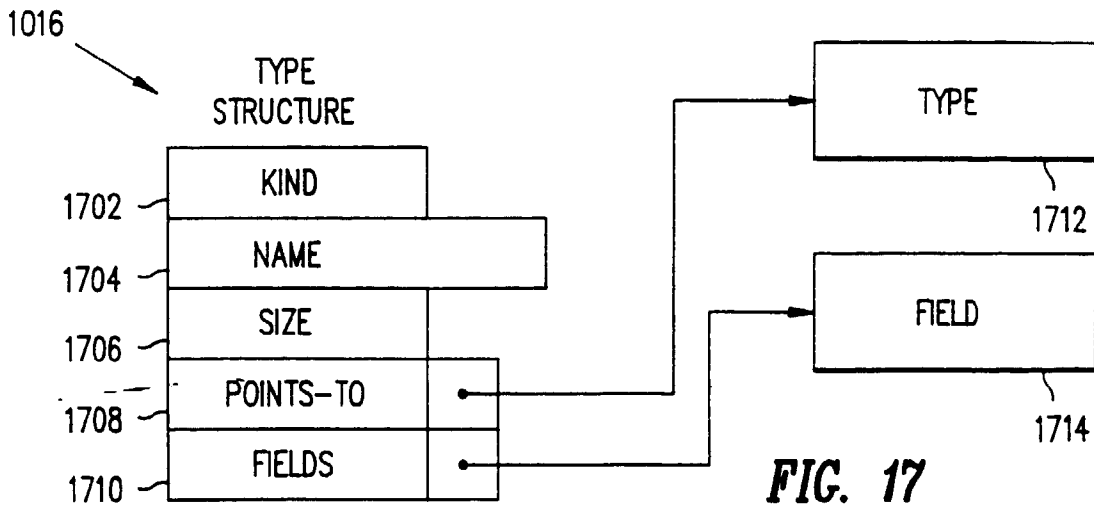 1016
TYPE
STRUCTURE
KIND
1702
NAME
1704
SIZE
1706
POINTS-TO
1708
FIELDS
1710
TYPE
1712
FIELD
1714
FIG. 17